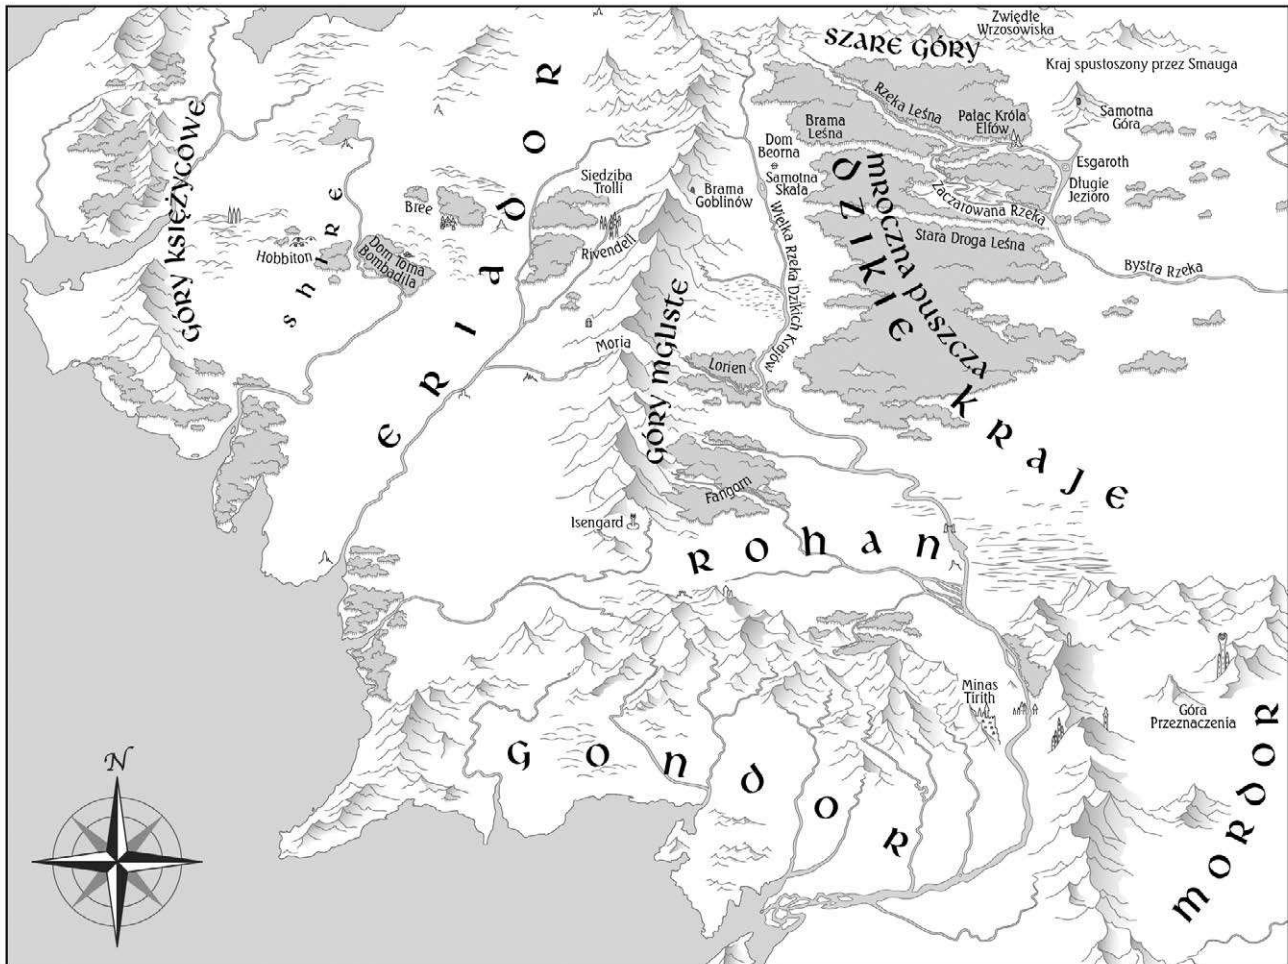 Zwiędłe
Wrzosowiska
SZARE GÓRY
Kraj spustoszony przez Smauga
Rzeka Leśna
Pałac Króla
Elfów
Samotna
Góra
Brama
Leśna
Dom
Beorna
Samotna
Skała
Esgaroth
Długie
Jezioro
Zaczarowana Rzeka
Stara Droga Leśna
Bystra Rzeka
mroczna puszcza
dzikie
kraje
Wielka Rzeka Dzikich Krajów
Siedziba
Trolli
Brama
Goblinów
Rivendell
Bree
Hobbiton
Dom Toma
Bombadila
shire
GÓRY KSIĘŻYCOWE
eriador
Moria
Lorien
GÓRY mgliste
Fangorn
Isengard
rohan
Minas
Tirith
Góra
Przeznaczenia
gondor
mordor
N